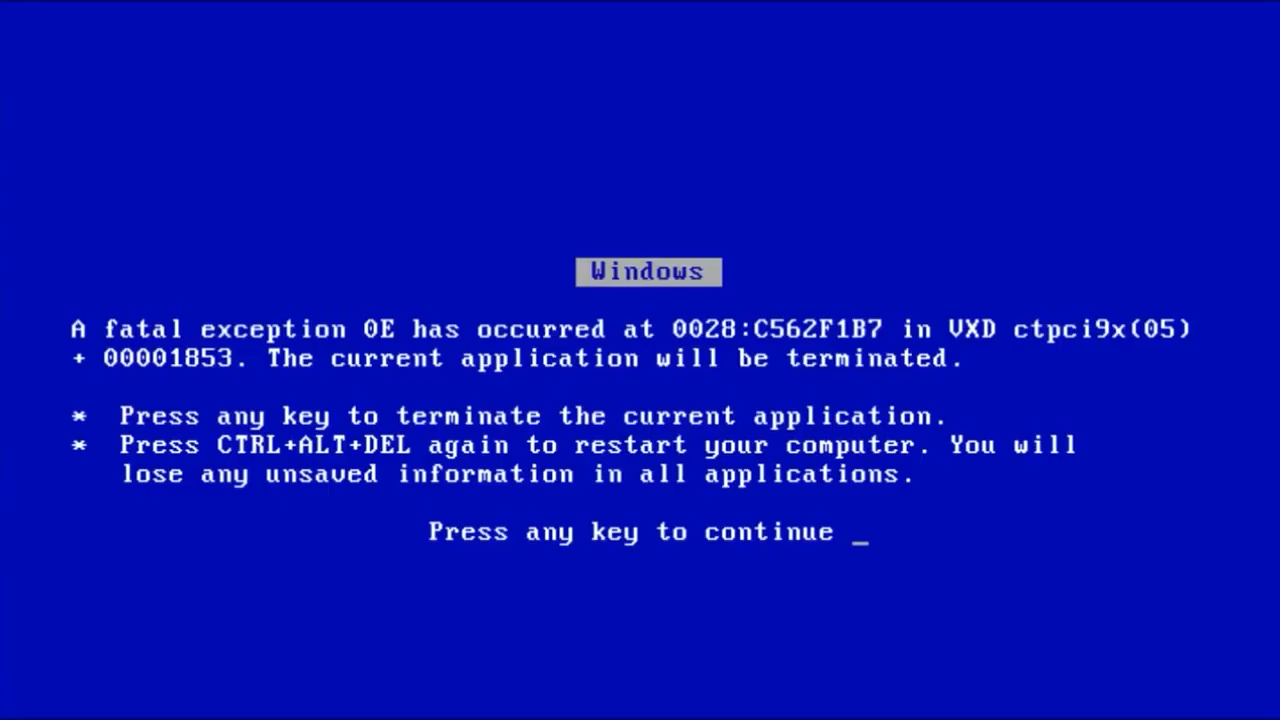 Windows
A fatal exception 0E has occurred at 0028:C562F1B7 in VXD ctpci9x(05)
+ 00001853. The current application will be terminated.
* Press any key to terminate the current application.
* Press CTRL+ALT+DEL again to restart your computer. You will
lose any unsaved information in all applications.
Press any key to continue _